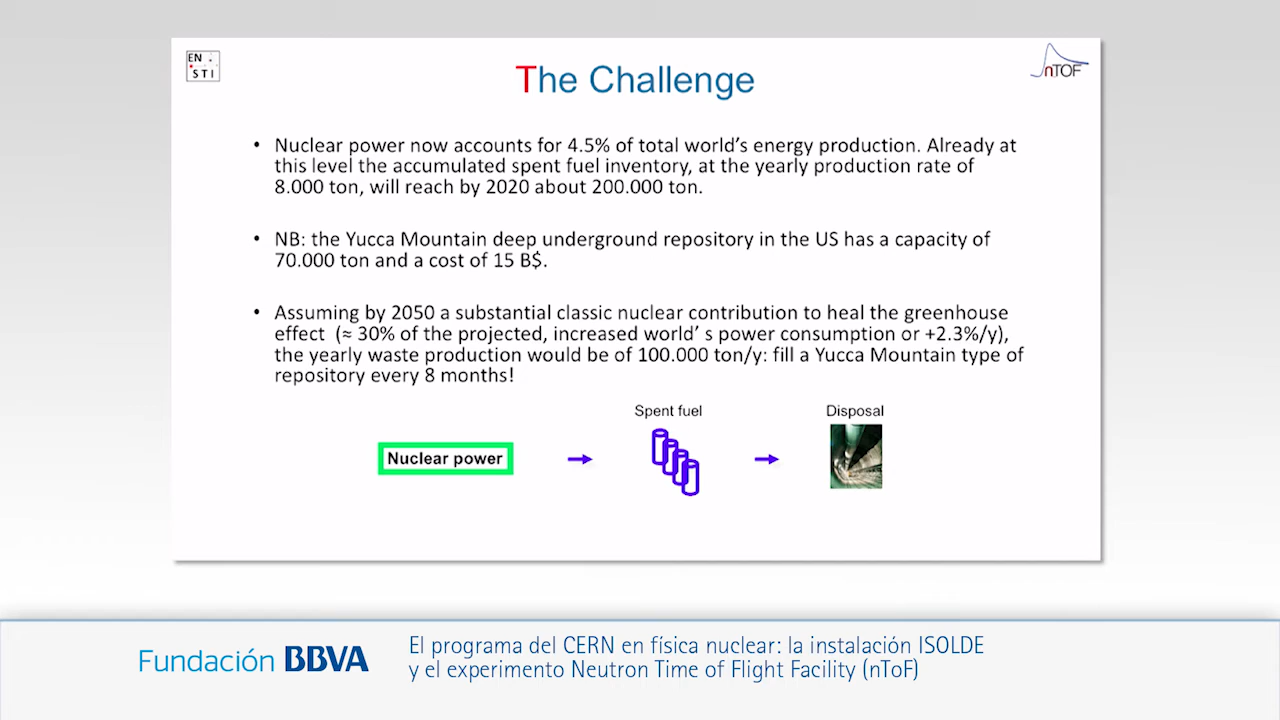 EN
STI
nTOF
The Challenge
• Nuclear power now accounts for 4.5% of total world's energy production. Already at
this level the accumulated spent fuel inventory, at the yearly production rate of
8.000 ton, will reach by 2020 about 200.000 ton.
• NB: the Yucca Mountain deep underground repository in the US has a capacity of
70.000 ton and a cost of 15 B$.
• Assuming by 2050 a substantial classic nuclear contribution to heal the greenhouse
effect (≈ 30% of the projected, increased world' s power consumption or +2.3%/y),
the yearly waste production would be of 100.000 ton/y: fill a Yucca Mountain type of
repository every 8 months!
Spent fuel
Disposal
Nuclear power
Fundación BBVA
El programa del CERN en física nuclear: la instalación ISOLDE
y el experimento Neutron Time of Flight Facility (nToF)